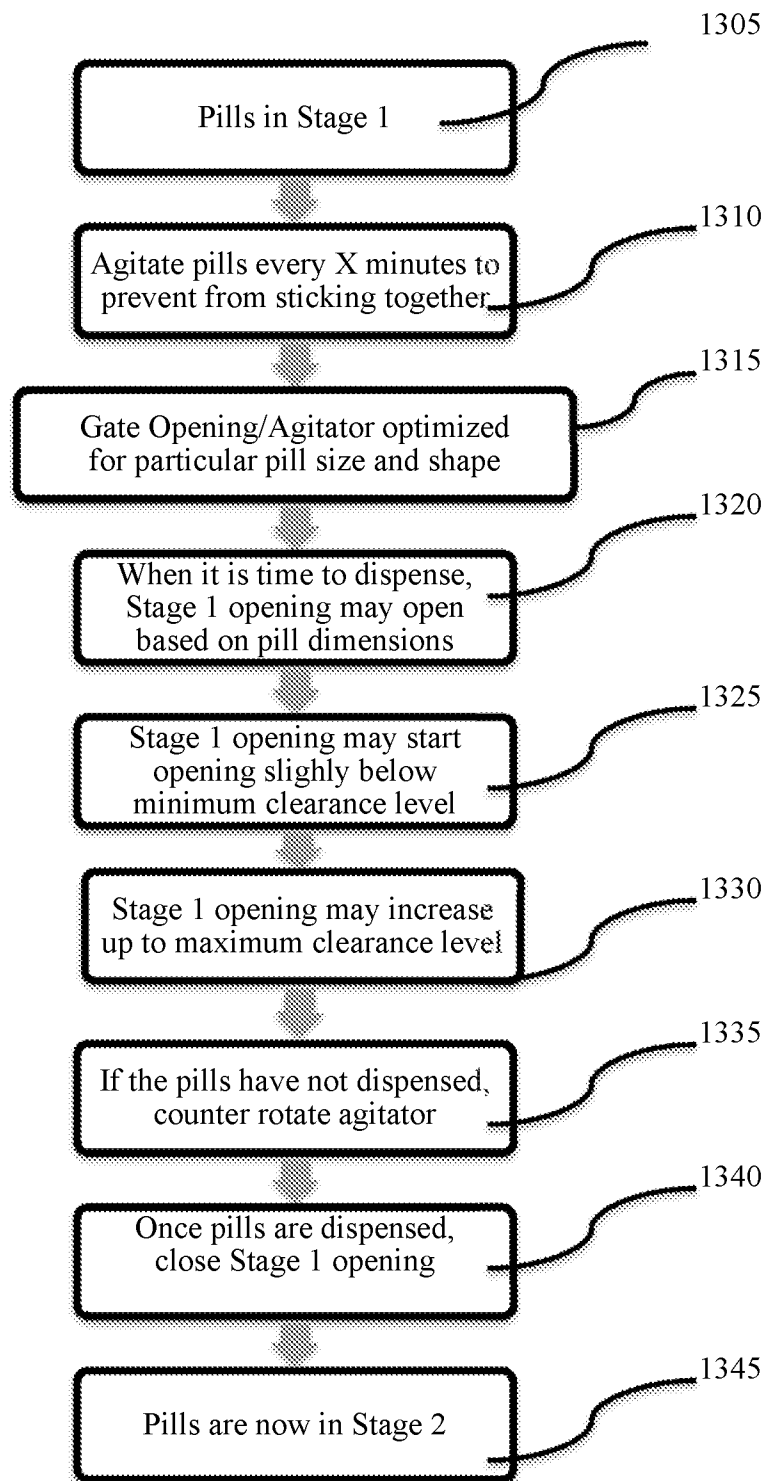 1305
Pills in Stage 1
1310
Agitate pills every X minutes to
prevent from sticking together
1315
Gate Opening/Agitator optimized
for particular pill size and shape
1320
When it is time to dispense,
Stage 1 opening may open
based on pill dimensions
1325
Stage 1 opening may start
opening slighly below
minimum clearance level
1330
Stage 1 opening may increase
up to maximum clearance level
1335
If the pills have not dispensed,
counter rotate agitator
1340
Once pills are dispensed,
close Stage 1 opening
1345
Pills are now in Stage 2